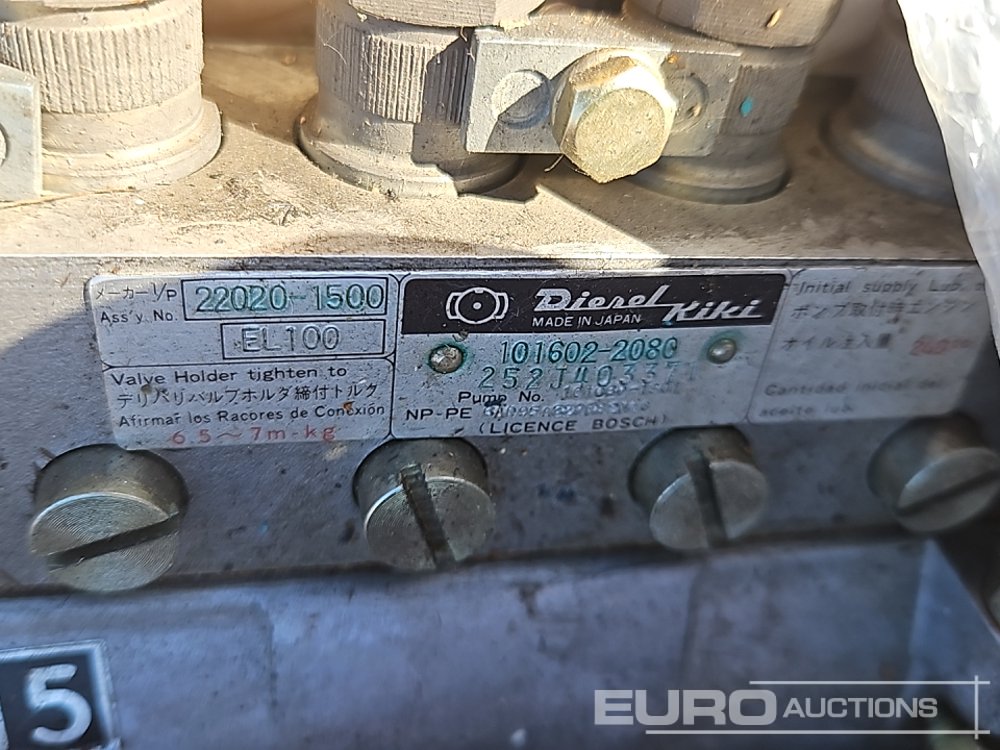 メーカーI/P
Ass'y. No. 22020-1500
EL100
Valve Holder tighten to
デリバリバルブホルダ締付トルク
Afirmar los Racores de Conexión
6.5～7m-kg
Diesel Kiki
MADE IN JAPAN
101602-2080
252J403371
Pump No.
NP-PE
(LICENCE BOSCH)
Initial supply Lub.
ポンプ取付時エンジン
オイル注入量
Cantidad inicial del
aceite lub.
5
EURO AUCTIONS